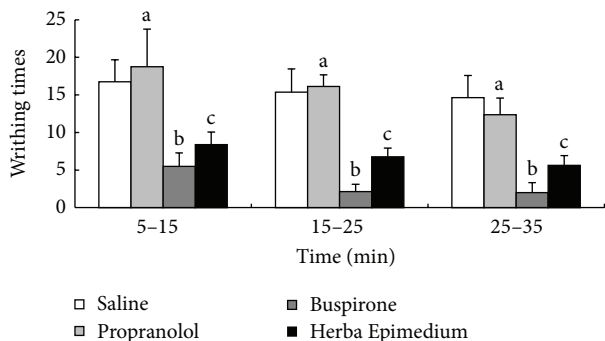 Writhing times
25
20
15
10
5
0
a
b
c
a
b
c
a
b
c
5–15
15–25
25–35
Time (min)
Saline
Propranolol
Buspirone
Herba Epimedium